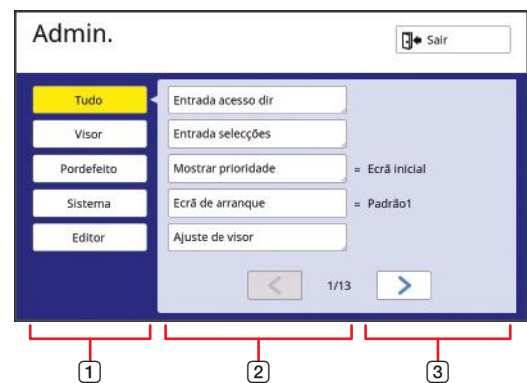 Admin.
Sair
Tudo
Entrada acesso dir
Visor
Entrada selecções
Pordefeito
Mostrar prioridade
= Ecrã inicial
Sistema
Ecrã de arranque
= Padrão1
Editor
Ajuste de visor
<
1/13
>
1
2
3